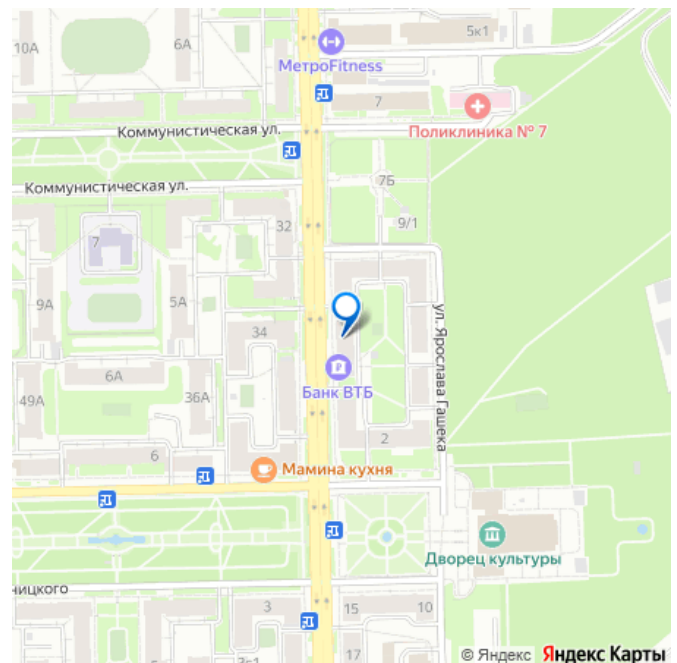 10А
6А
5к1
МетроFitness
7
Коммунистическая ул.
Поликлиника № 7
Коммунистическая ул.
7Б
32
9/1
7
9А
5А
ул. Ярослава Гашека
34
Банк ВТБ
6А
49А
36А
2
6
Мамина кухня
Дворец культуры
ницкого
3
15
10
3к1
17
© Яндекс Яндекс Карты